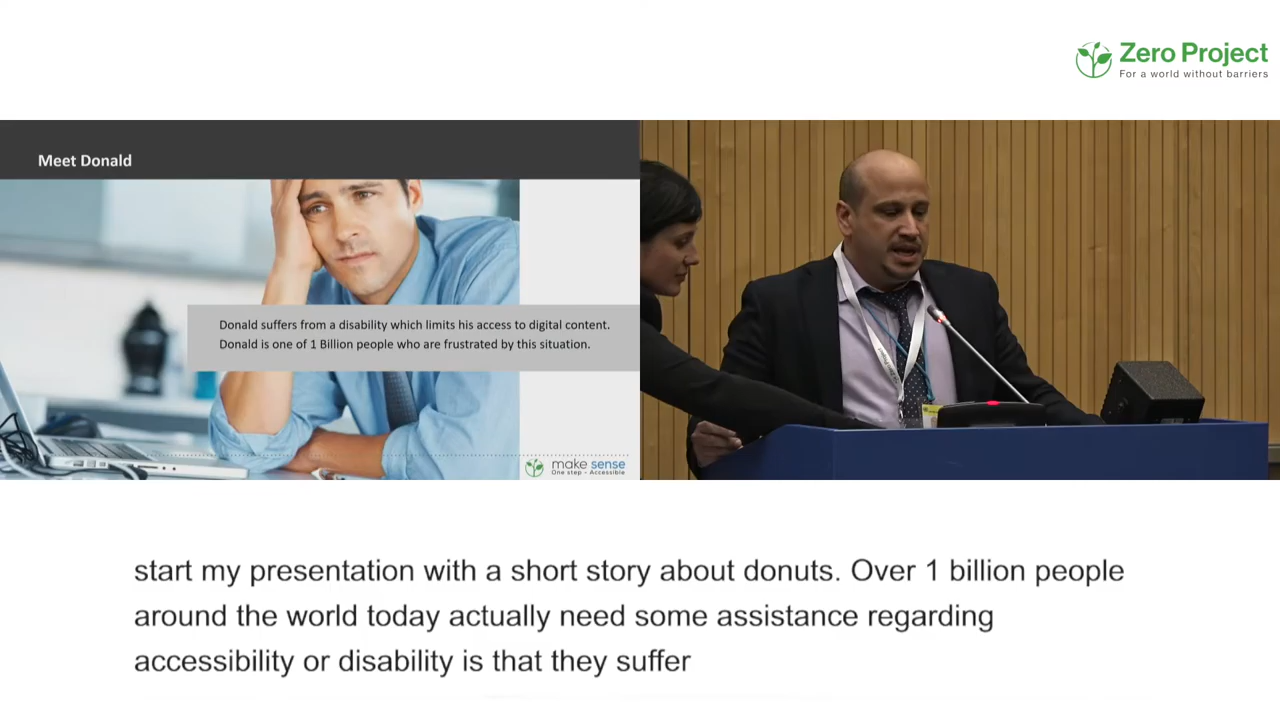 Zero Project
For a world without barriers
Meet Donald
Donald suffers from a disability which limits his access to digital content.
Donald is one of 1 Billion people who are frustrated by this situation.
make sense
One step - Accessible
start my presentation with a short story about donuts. Over 1 billion people
around the world today actually need some assistance regarding
accessibility or disability is that they suffer